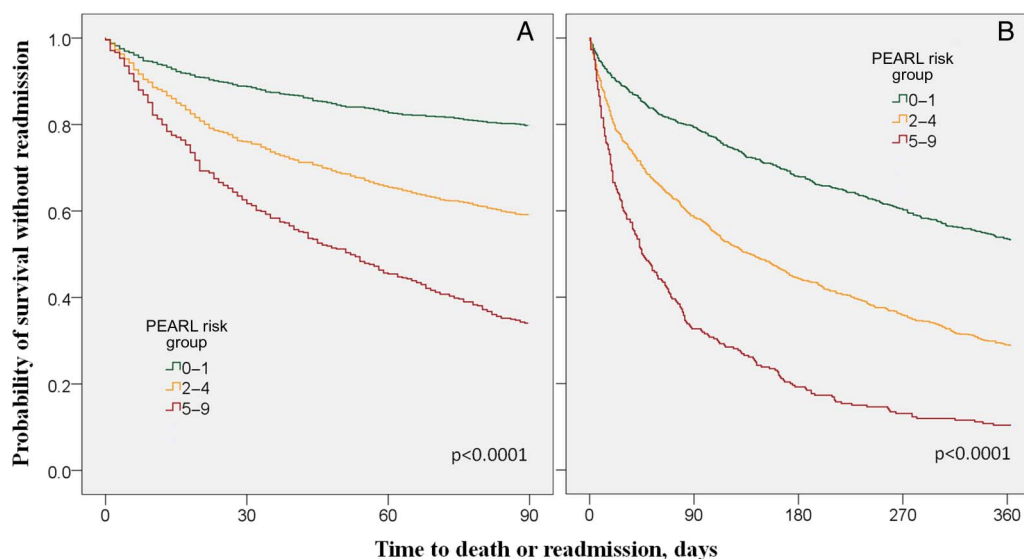 Probability of survival without readmission
1.0
0.8
0.6
0.4
0.2
0.0
A
PEARL risk
group
0–1
2–4
5–9
p<0.0001
0 30 60 90
B
PEARL risk
group
0–1
2–4
5–9
p<0.0001
0 90 180 270 360
Time to death or readmission, days